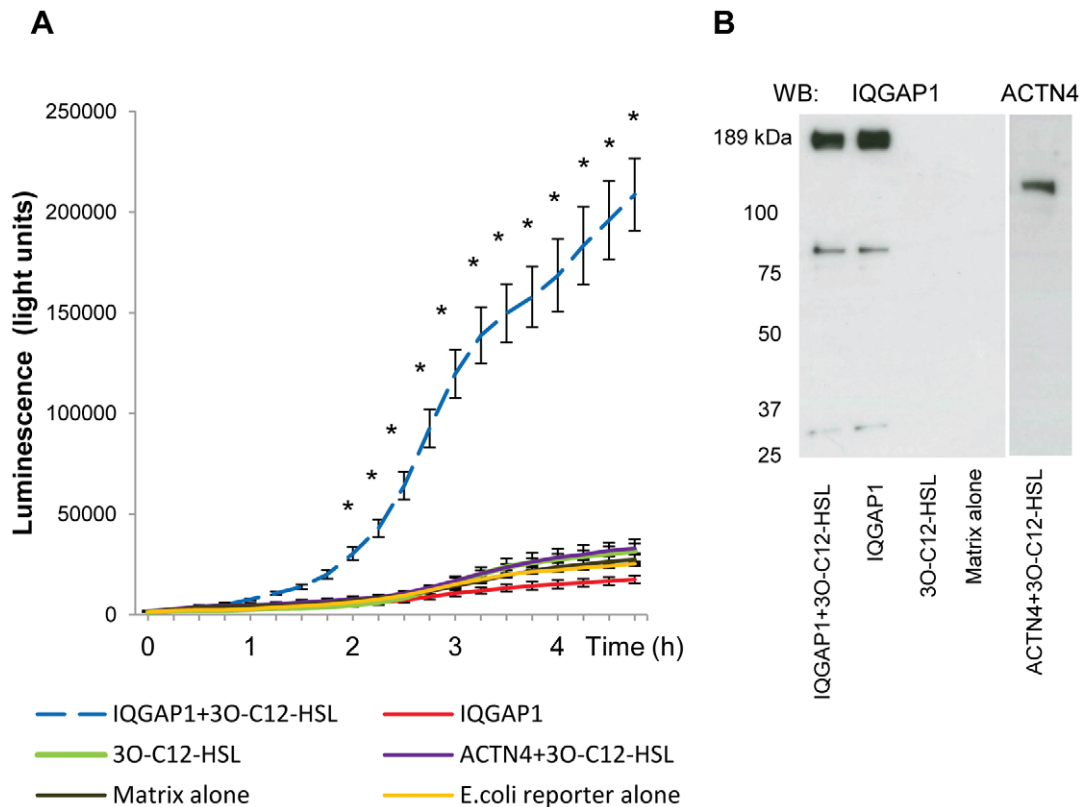 A
Luminescence (light units)
250000
200000
150000
100000
50000
0
* * * * * * * * * * * *
0 1 2 3 4 Time (h)
IQGAP1+3O-C12-HSL
IQGAP1
3O-C12-HSL
ACTN4+3O-C12-HSL
Matrix alone
E.coli reporter alone
B
WB: IQGAP1 ACTN4
189 kDa
100
75
50
37
25
IQGAP1+3O-C12-HSL
IQGAP1
3O-C12-HSL
Matrix alone
ACTN4+3O-C12-HSL